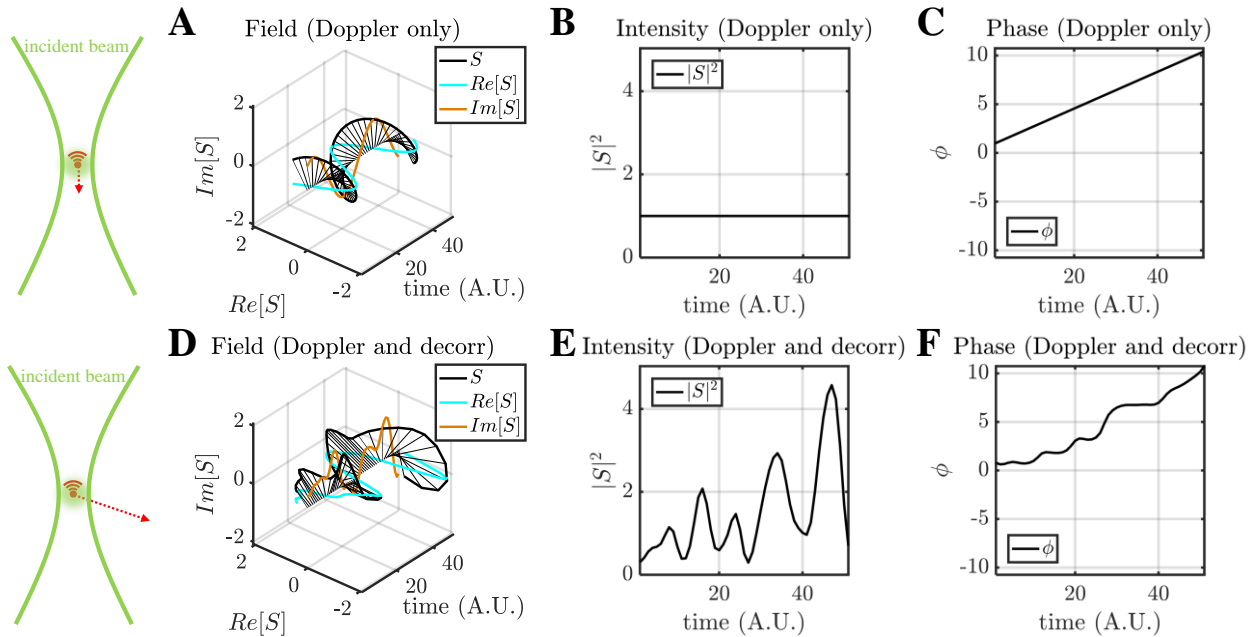 incident beam
A
Field (Doppler only)
S
Re[S]
Im[S]
Im[S]
2
0
-2
2
0
-2
Re[S]
20
40
time (A.U.)
B
Intensity (Doppler only)
|S|²
|S|²
4
2
0
20
40
time (A.U.)
C
Phase (Doppler only)
ϕ
10
5
0
-5
-10
ϕ
20
40
time (A.U.)
incident beam
D
Field (Doppler and decorr)
S
Re[S]
Im[S]
Im[S]
2
0
-2
2
0
-2
Re[S]
20
40
time (A.U.)
E
Intensity (Doppler and decorr)
|S|²
|S|²
4
2
0
20
40
time (A.U.)
F
Phase (Doppler and decorr)
ϕ
10
5
0
-5
-10
ϕ
20
40
time (A.U.)